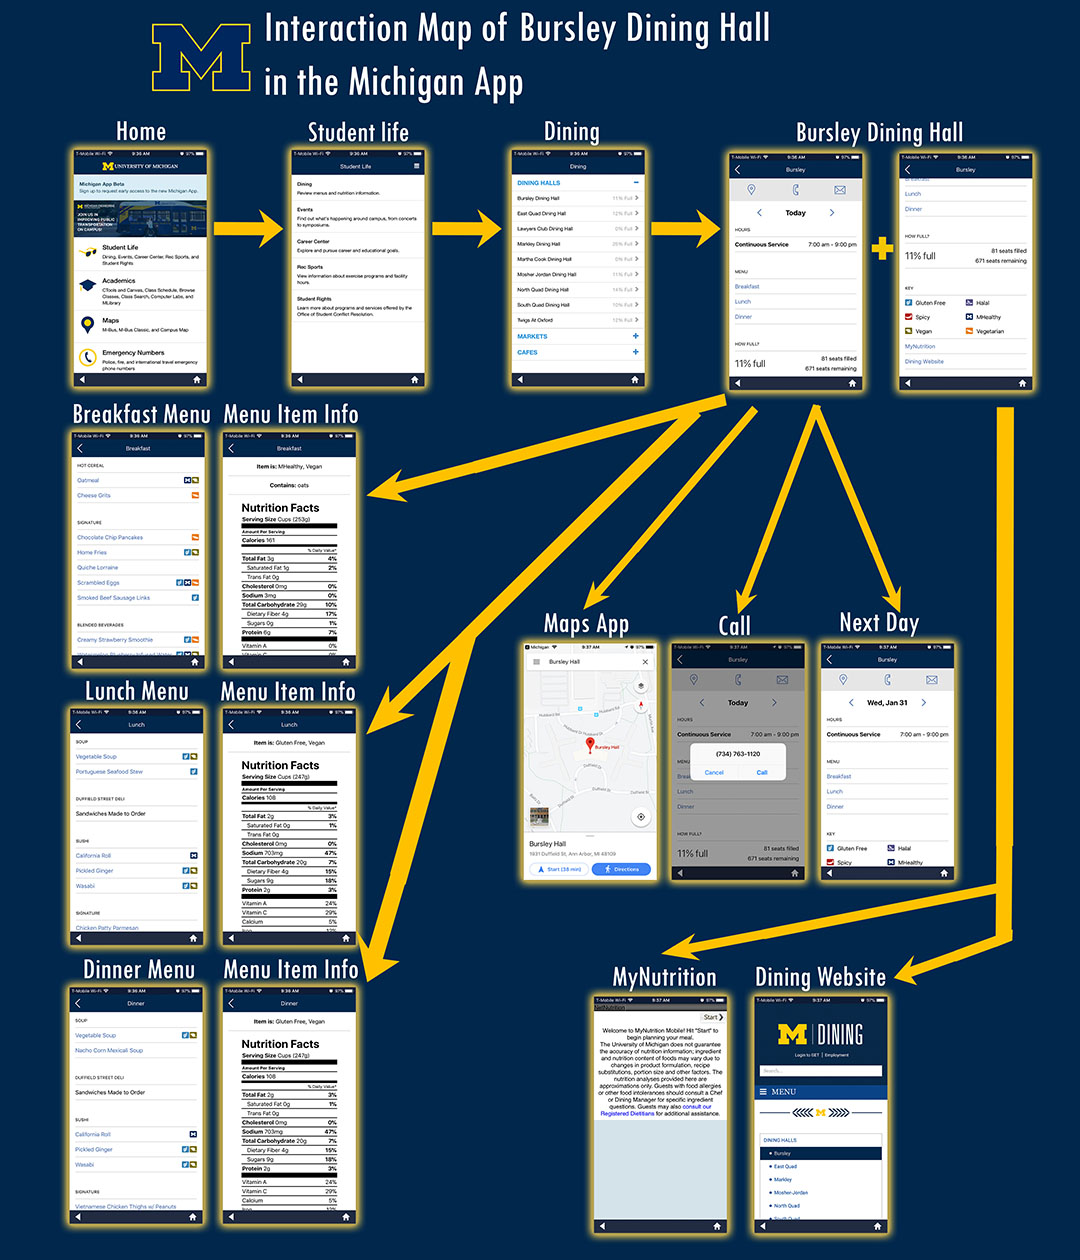 Interaction Map of Bursley Dining Hall
in the Michigan App
Home
Student life
Dining
Bursley Dining Hall
T-Mobile Wi-Fi 9:36 AM 97%
UNIVERSITY OF MICHIGAN
Michigan App Beta
Sign up to request early access to the new Michigan App.
MICHIGAN ENGINEERING
JOIN US IN
IMPROVING PUBLIC
TRANSPORTATION
ON CAMPUS!
Student Life
Dining, Events, Career Center, Rec Sports, and
Student Rights
Academics
CTools and Canvas, Class Schedule, Browse
Classes, Class Search, Computer Labs, and
MLibrary
Maps
M-Bus, M-Bus Classic, and Campus Map
Emergency Numbers
Police, fire, and international travel emergency
phone numbers
T-Mobile Wi-Fi 9:36 AM 97%
Student Life
Dining
Review menus and nutrition information.
Events
Find out what's happening around campus, from concerts
to symposiums.
Career Center
Explore and pursue career and educational goals.
Rec Sports
View information about exercise programs and facility
hours.
Student Rights
Learn more about programs and services offered by the
Office of Student Conflict Resolution.
T-Mobile Wi-Fi 9:36 AM 97%
Dining
DINING HALLS
Bursley Dining Hall 11% Full
East Quad Dining Hall 12% Full
Lawyers Club Dining Hall 0% Full
Markley Dining Hall 25% Full
Martha Cook Dining Hall 0% Full
Mosher Jordan Dining Hall 11% Full
North Quad Dining Hall 14% Full
South Quad Dining Hall 10% Full
Twigs At Oxford 12% Full
MARKETS
CAFES
T-Mobile Wi-Fi 9:36 AM 97%
Bursley
Today
HOURS
Continuous Service 7:00 am - 9:00 pm
MENU
Breakfast
Lunch
Dinner
HOW FULL?
11% full
81 seats filled
671 seats remaining
T-Mobile Wi-Fi 9:36 AM 97%
Bursley
Breakfast
Lunch
Dinner
HOW FULL?
11% full
81 seats filled
671 seats remaining
KEY
Gluten Free Halal
Spicy MHealthy
Vegan Vegetarian
MyNutrition
Dining Website
Breakfast Menu
Menu Item Info
T-Mobile Wi-Fi 9:36 AM 97%
Breakfast
HOT CEREAL
Oatmeal
Cheese Grits
SIGNATURE
Chocolate Chip Pancakes
Home Fries
Quiche Lorraine
Scrambled Eggs
Smoked Beef Sausage Links
BLENDED BEVERAGES
Creamy Strawberry Smoothie
Watermelon Blueberry Infused Water
T-Mobile Wi-Fi 9:36 AM 97%
Breakfast
Item is: MHealthy, Vegan
Contains: oats
Nutrition Facts
Serving Size Cups (253g)
Amount Per Serving
Calories 161
% Daily Value*
Total Fat 3g 4%
Saturated Fat 1g 2%
Trans Fat 0g
Cholesterol 0mg 0%
Sodium 3mg 0%
Total Carbohydrate 29g 10%
Dietary Fiber 4g 17%
Sugars 0g 1%
Protein 6g 7%
Vitamin A 0%
Vitamin C 0%
Lunch Menu
Menu Item Info
T-Mobile Wi-Fi 9:36 AM 97%
Lunch
SOUP
Vegetable Soup
Portuguese Seafood Stew
DUFFIELD STREET DELI
Sandwiches Made to Order
SUSHI
California Roll
Pickled Ginger
Wasabi
SIGNATURE
Chicken Patty Parmesan
T-Mobile Wi-Fi 9:36 AM 97%
Lunch
Item is: Gluten Free, Vegan
Nutrition Facts
Serving Size Cups (247g)
Amount Per Serving
Calories 108
% Daily Value*
Total Fat 2g 3%
Saturated Fat 0g 1%
Trans Fat 0g
Cholesterol 0mg 0%
Sodium 703mg 47%
Total Carbohydrate 20g 7%
Dietary Fiber 4g 15%
Sugars 9g 18%
Protein 2g 3%
Vitamin A 24%
Vitamin C 29%
Calcium 5%
Iron 10%
Dinner Menu
Menu Item Info
T-Mobile Wi-Fi 9:36 AM 97%
Dinner
SOUP
Vegetable Soup
Nacho Corn Mexicali Soup
DUFFIELD STREET DELI
Sandwiches Made to Order
SUSHI
California Roll
Pickled Ginger
Wasabi
SIGNATURE
Vietnamese Chicken Thighs w/ Peanuts
T-Mobile Wi-Fi 9:36 AM 97%
Dinner
Item is: Gluten Free, Vegan
Nutrition Facts
Serving Size Cups (247g)
Amount Per Serving
Calories 108
% Daily Value*
Total Fat 2g 3%
Saturated Fat 0g 1%
Trans Fat 0g
Cholesterol 0mg 0%
Sodium 703mg 47%
Total Carbohydrate 20g 7%
Dietary Fiber 4g 15%
Sugars 9g 18%
Protein 2g 3%
Vitamin A 24%
Vitamin C 29%
Calcium 5%
Iron 10%
Maps App
Call
Next Day
Michigan 9:37 AM 97%
Bursley Hall
Hubbard Rd
Hubbard Dr
Hubbard St
Bursley Hall
Duffield St
Duffield St
Bursley Hall
1931 Duffield St, Ann Arbor, MI 48109
Start (38 min)
Directions
T-Mobile Wi-Fi 9:37 AM 97%
Bursley
Today
HOURS
Continuous Service 7:00 am - 9:00 pm
(734) 763-1120
Cancel Call
Lunch
Dinner
HOW FULL?
11% full
81 seats filled
671 seats remaining
T-Mobile Wi-Fi 9:37 AM 97%
Bursley
Wed, Jan 31
HOURS
Continuous Service 7:00 am - 9:00 pm
MENU
Breakfast
Lunch
Dinner
KEY
Gluten Free Halal
Spicy MHealthy
MyNutrition
Dining Website
T-Mobile Wi-Fi 9:37 AM 97%
Start
Welcome to MyNutrition Mobile! Hit "Start" to
begin planning your meal.
The University of Michigan does not guarantee
the accuracy of nutrition information; ingredient
and nutrition content of foods may vary due to
changes in product formulation, recipe
substitutions, portion size and other factors. The
nutrition analyses provided here are
approximations only. Guests with food allergies
or other food intolerances should consult a Chef
or Dining Manager for specific ingredient
questions. Guests may also consult our
Registered Dietitians for additional assistance.
T-Mobile Wi-Fi 9:37 AM 97%
M | DINING
Login to GET | Employment
Search...
MENU
DINING HALLS
Bursley
East Quad
Markley
Mosher-Jordan
North Quad
South Quad